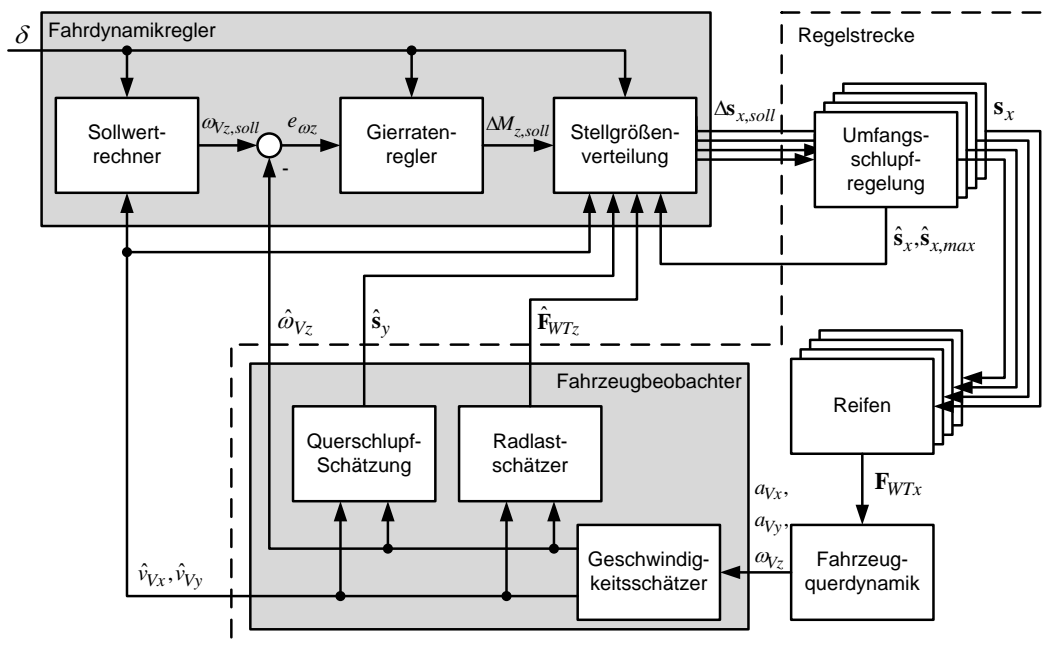 Fahrdynamikregler
Regelstrecke
δ
Sollwert-
rechner
ω_{Vz,soll}
e_{ωz}
-
Gierraten-
regler
ΔM_{z,soll}
Stellgrößen-
verteilung
Δs_{x,soll}
Umfangs-
schlupf-
regelung
s_x
ŝ_x, ŝ_{x,max}
ω̂_{Vz}
ŝ_y
F̂_{WTz}
Fahrzeugbeobachter
Querschlupf-
Schätzung
Radlast-
schätzer
Reifen
F_{WTx}
a_{Vx},
a_{Vy},
ω_{Vz}
Geschwindig-
keitsschätzer
Fahrzeug-
querdynamik
v̂_{Vx}, v̂_{Vy}